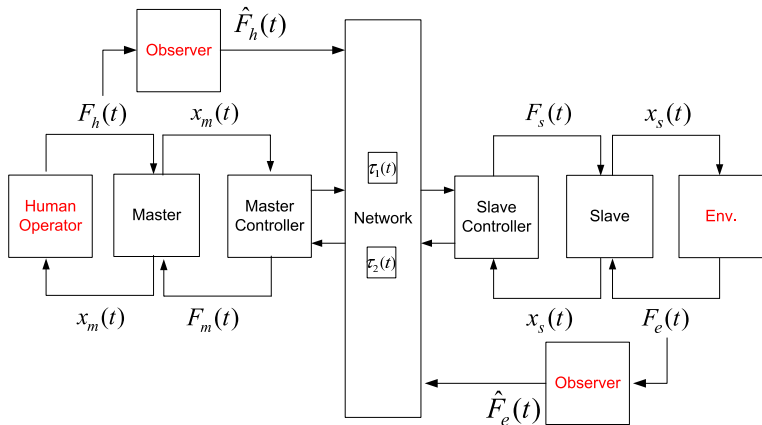 F̂_h(t)
Observer
F_h(t)
x_m(t)
F_s(t)
x_s(t)
τ_1(t)
Human
Operator
Master
Master
Controller
Network
Slave
Controller
Slave
Env.
τ_2(t)
x_m(t)
F_m(t)
x_s(t)
F_e(t)
Observer
F̂_e(t)